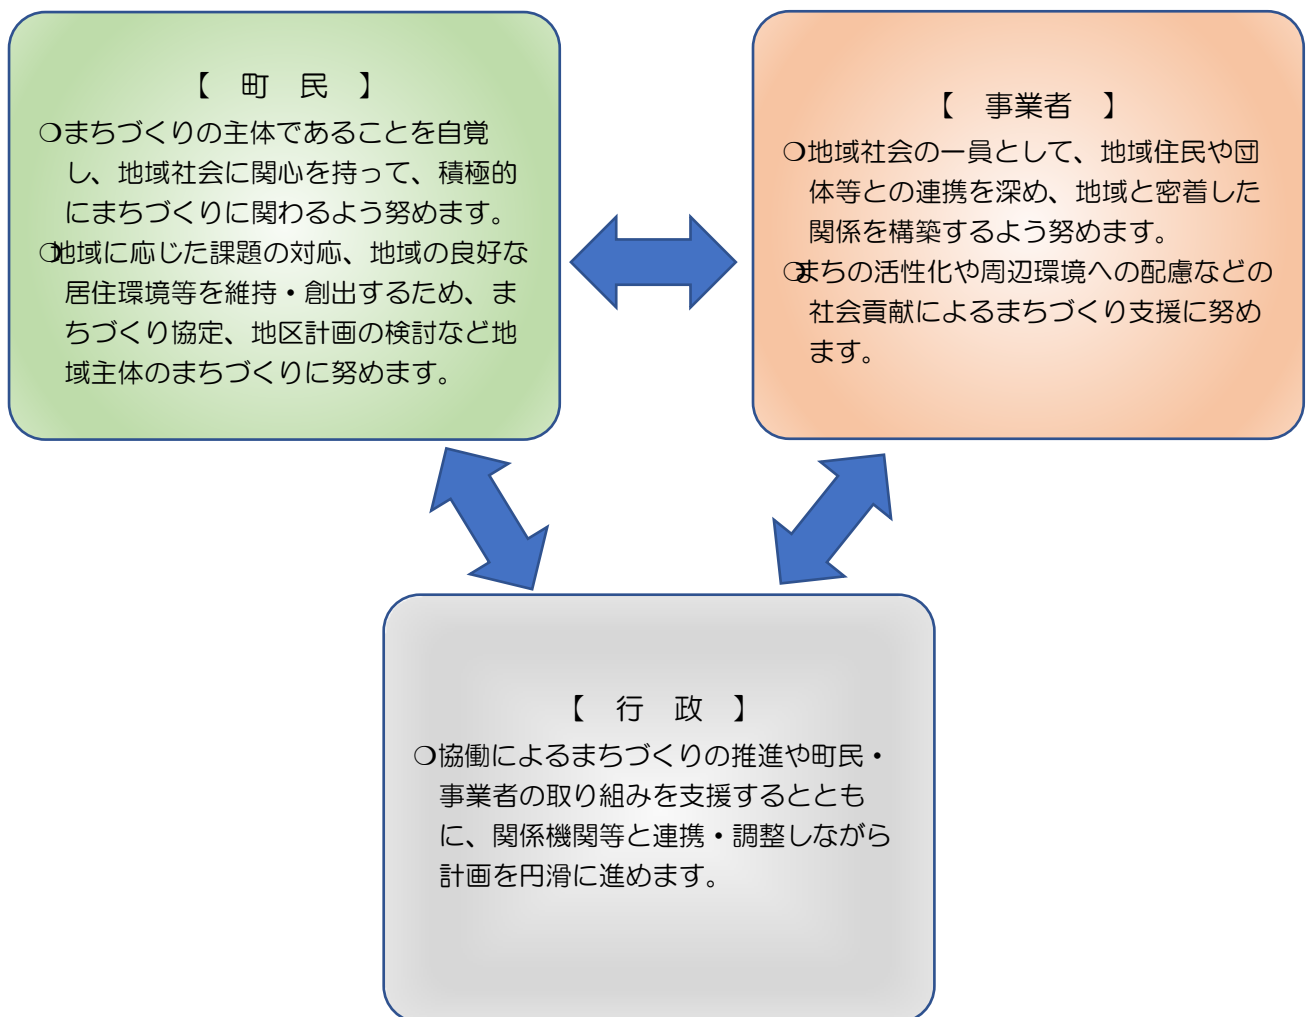 【　町　民　】
○まちづくりの主体であることを自覚
し、地域社会に関心を持って、積極的
にまちづくりに関わるよう努めます。
○地域に応じた課題の対応、地域の良好な
居住環境等を維持・創出するため、ま
ちづくり協定、地区計画の検討など地
域主体のまちづくりに努めます。
【　事業者　】
○地域社会の一員として、地域住民や団
体等との連携を深め、地域と密着した
関係を構築するよう努めます。
○まちの活性化や周辺環境への配慮などの
社会貢献によるまちづくり支援に努め
ます。
【　行　政　】
○協働によるまちづくりの推進や町民・
事業者の取り組みを支援するととも
に、関係機関等と連携・調整しながら
計画を円滑に進めます。